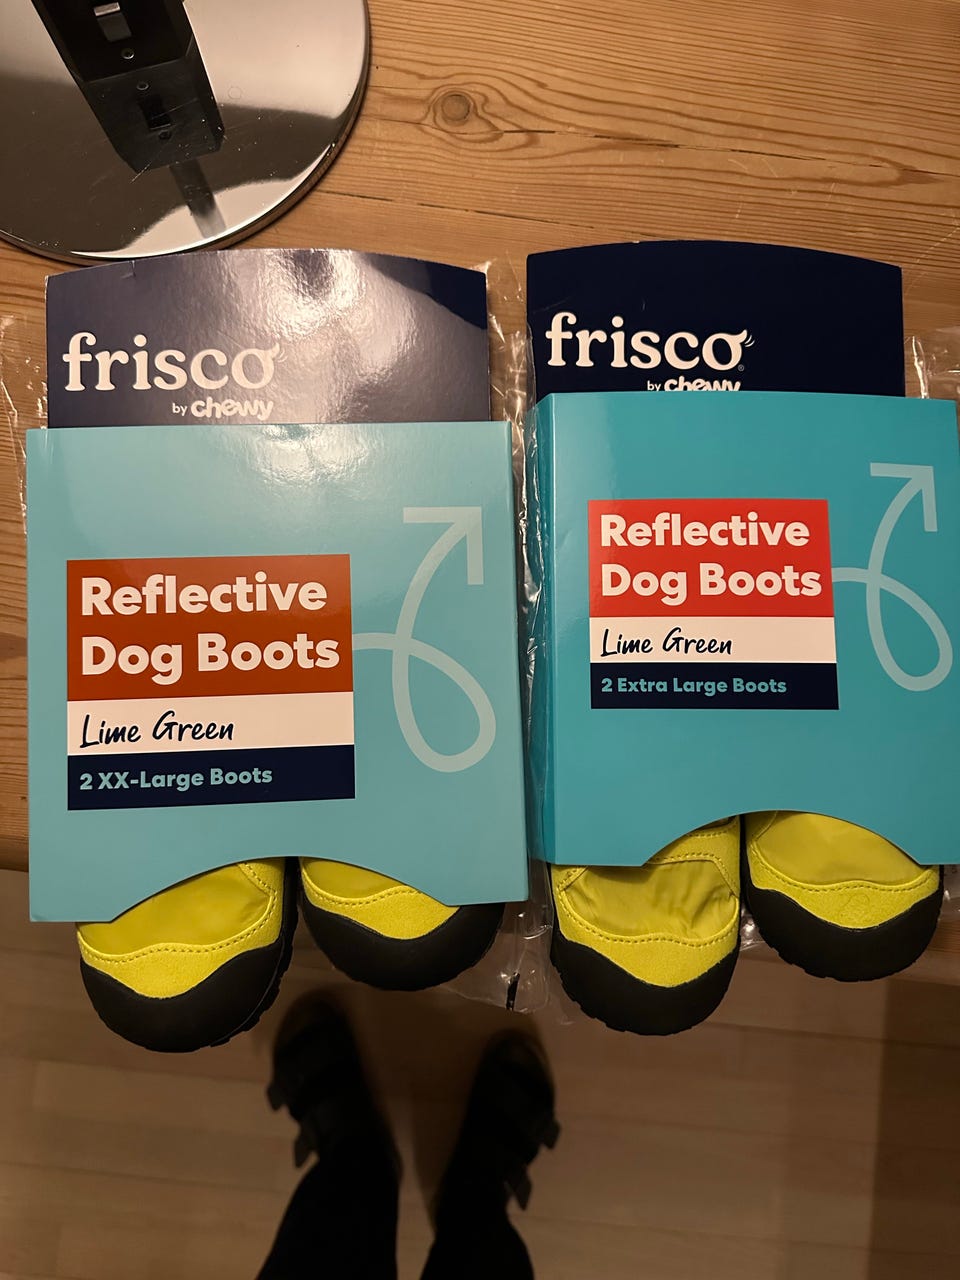 frisco
by chewy
Reflective
Dog Boots
Lime Green
2 XX-Large Boots
frisco®
by chewy
Reflective
Dog Boots
Lime Green
2 Extra Large Boots